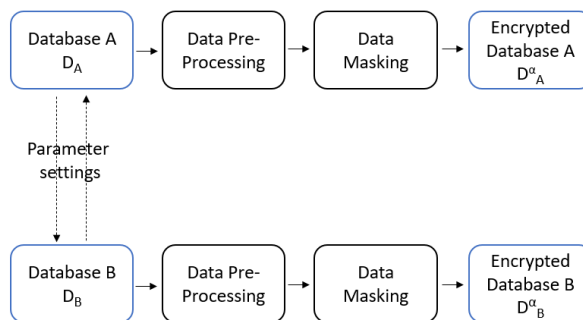 Database A
D_A
Data Pre-
Processing
Data
Masking
Encrypted
Database A
D^α_A
Parameter
settings
Database B
D_B
Data Pre-
Processing
Data
Masking
Encrypted
Database B
D^α_B